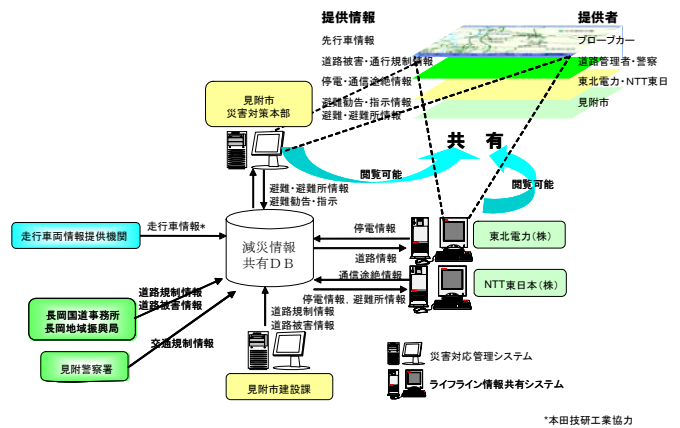 提供情報
提供者
先行車情報
プローブカー
道路被害・通行規制情報
道路管理者・警察
停電・通信途絶情報
東北電力・NTT東日
避難勧告・指示情報
避難・避難所情報
見附市
見附市
災害対策本部
共 有
閲覧可能
閲覧可能
避難・避難所情報
避難勧告・指示
走行車両情報提供機関
走行車情報*
減災情報
共有DB
停電情報
道路情報
東北電力(株)
通信途絶情報
停電情報、避難所情報
NTT東日本(株)
道路規制情報
道路被害情報
長岡国道事務所
長岡地域振興局
交通規制情報
見附警察署
道路規制情報
道路被害情報
見附市建設課
災害対応管理システム
ライフライン情報共有システム
*本田技研工業協力